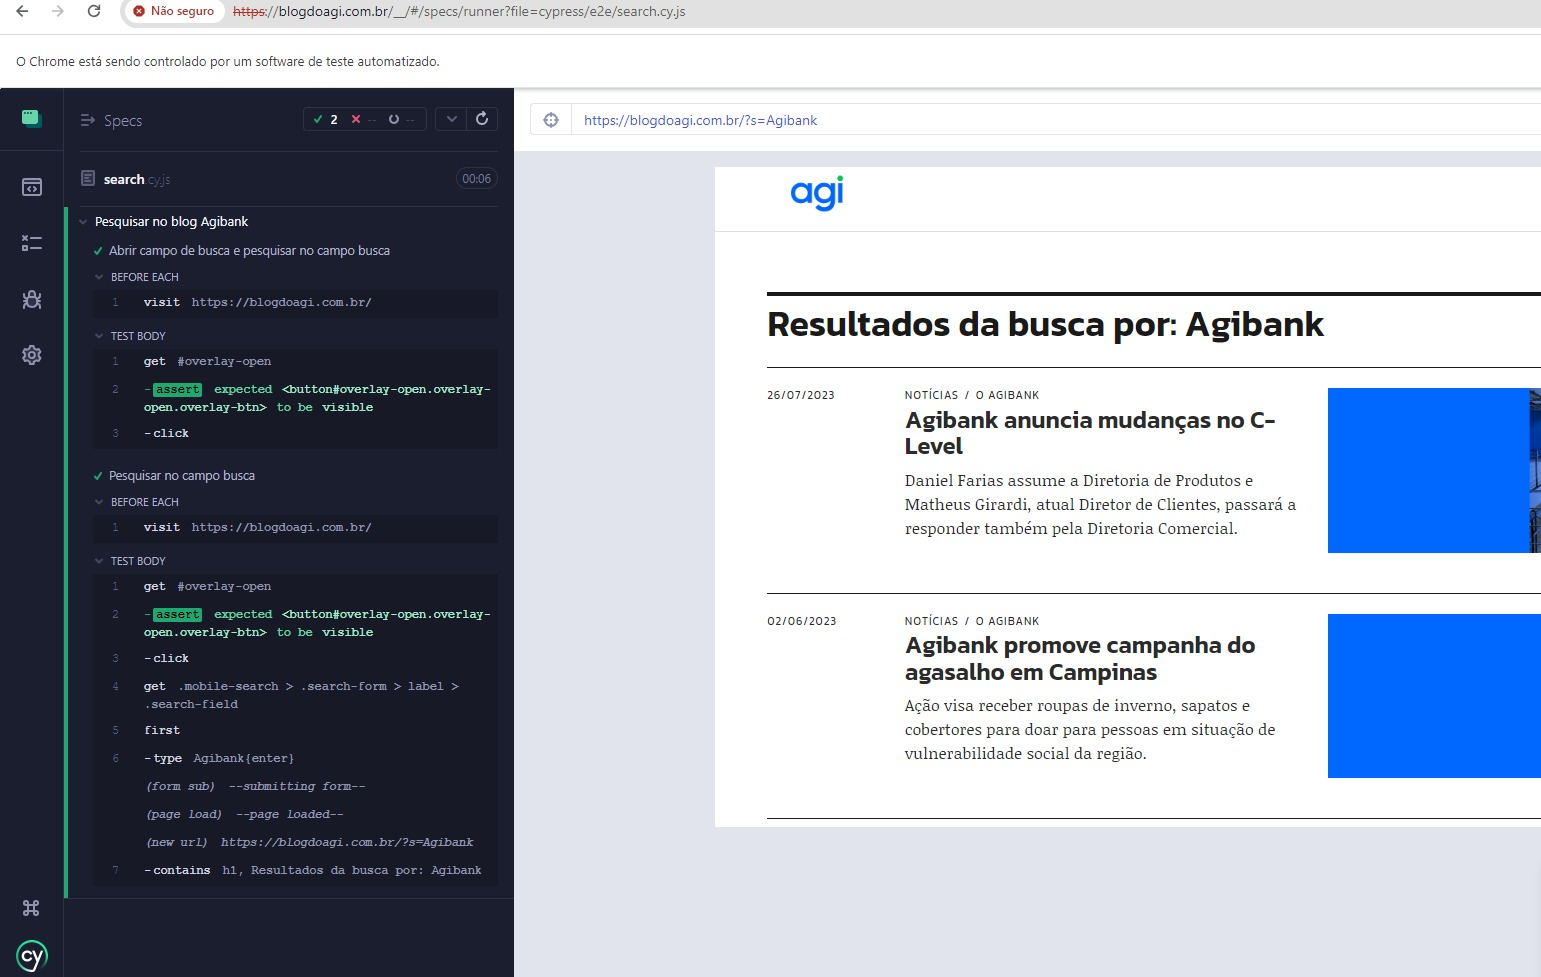 Não seguro
https://blogdoagi.com.br/__/#/specs/runner?file=cypress/e2e/search.cy.js
O Chrome está sendo controlado por um software de teste automatizado.
Specs
2 -- --
search.cy.js
00:06
Pesquisar no blog Agibank
Abrir campo de busca e pesquisar no campo busca
BEFORE EACH
1 visit https://blogdoagi.com.br/
TEST BODY
1 get #overlay-open
2 -assert expected <button#overlay-open.overlay-
open.overlay-btn> to be visible
3 -click
Pesquisar no campo busca
BEFORE EACH
1 visit https://blogdoagi.com.br/
TEST BODY
1 get #overlay-open
2 -assert expected <button#overlay-open.overlay-
open.overlay-btn> to be visible
3 -click
4 get .mobile-search > .search-form > label >
.search-field
5 first
6 -type Agibank{enter}
(form sub) --submitting form--
(page load) --page loaded--
(new url) https://blogdoagi.com.br/?s=Agibank
7 -contains h1, Resultados da busca por: Agibank
cy
https://blogdoagi.com.br/?s=Agibank
agi
Resultados da busca por: Agibank
26/07/2023
NOTÍCIAS / O AGIBANK
Agibank anuncia mudanças no C-
Level
Daniel Farias assume a Diretoria de Produtos e
Matheus Girardi, atual Diretor de Clientes, passará a
responder também pela Diretoria Comercial.
02/06/2023
NOTÍCIAS / O AGIBANK
Agibank promove campanha do
agasalho em Campinas
Ação visa receber roupas de inverno, sapatos e
cobertores para doar para pessoas em situação de
vulnerabilidade social da região.